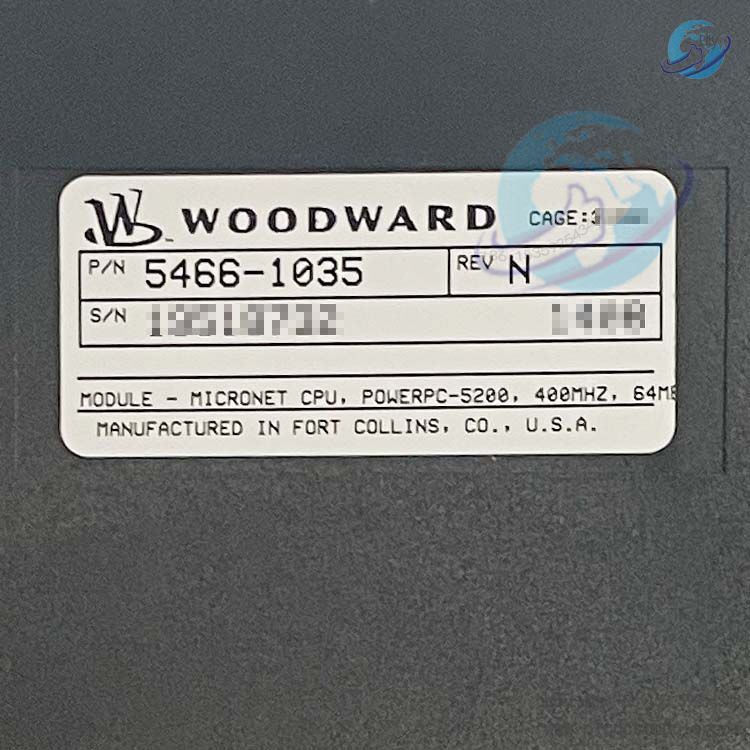 WOODWARD CAGE:
P/N 5466-1035 REV N
S/N
MODULE - MICRONET CPU, POWERPC-5200, 400MHZ, 64MB
MANUFACTURED IN FORT COLLINS, CO., U.S.A.